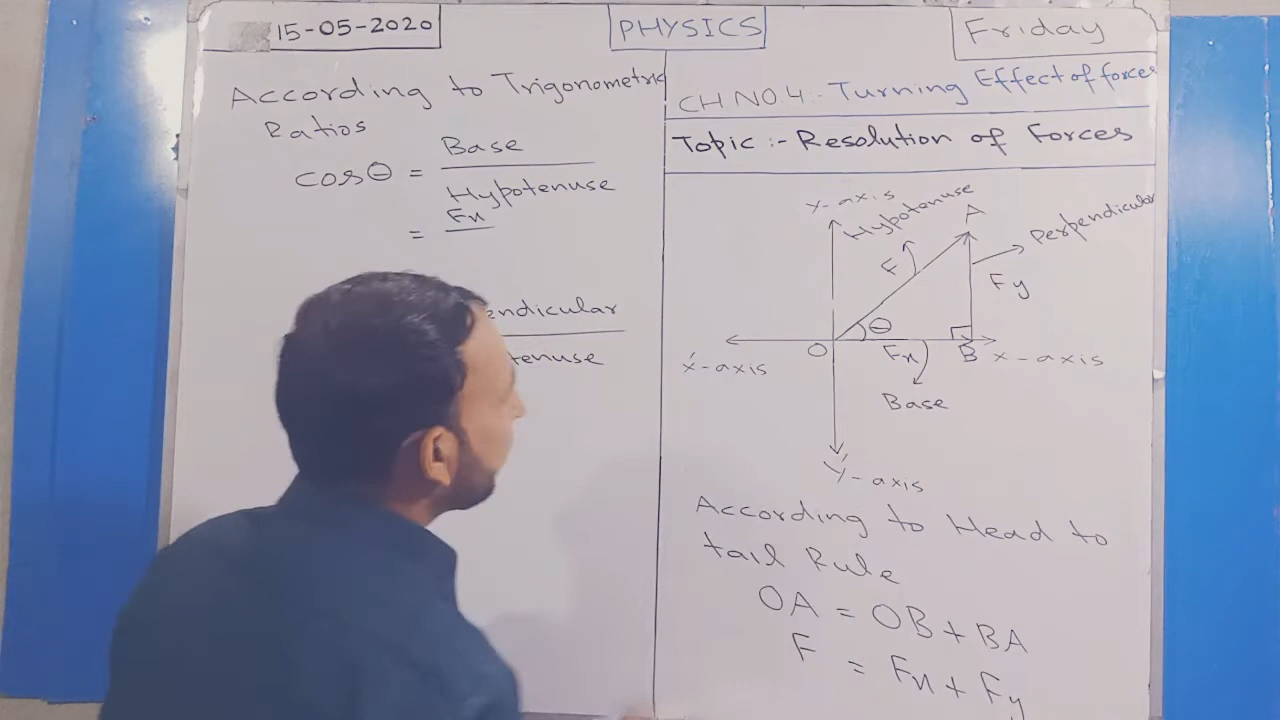 15-05-2020
PHYSICS
Friday
According to Trigonometric
Ratios
cosθ = Base
Hypotenuse
= Fx
endicular
tenuse
CH NO.4:- Turning Effect of forces
Topic:- Resolution of Forces
Y-axis
Hypotenuse
A
Perpendicular
F
Fy
θ
O
Fx
B
x-axis
x́-axis
Base
Ý-axis
According to Head to
tail Rule
OA = OB + BA
F = Fx + Fy